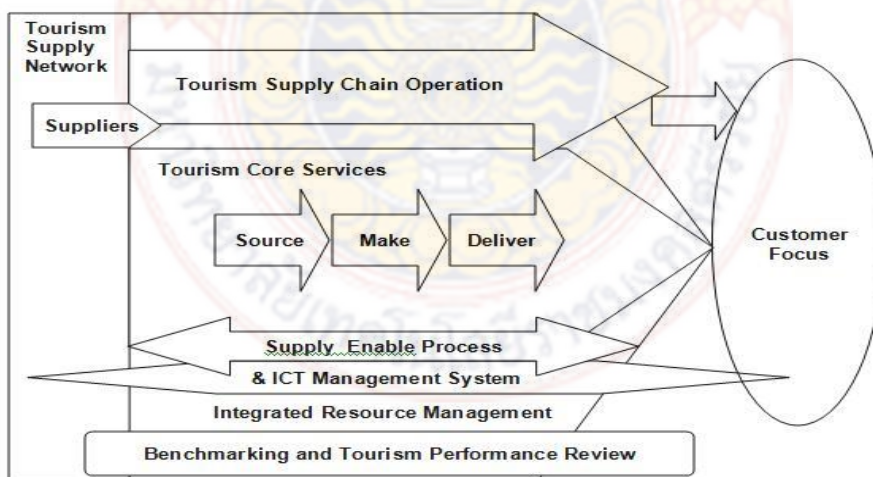 Tourism
Supply
Network
Tourism Supply Chain Operation
Suppliers
Tourism Core Services
Source
Make
Deliver
Customer
Focus
Supply Enable Process
& ICT Management System
Integrated Resource Management
Benchmarking and Tourism Performance Review